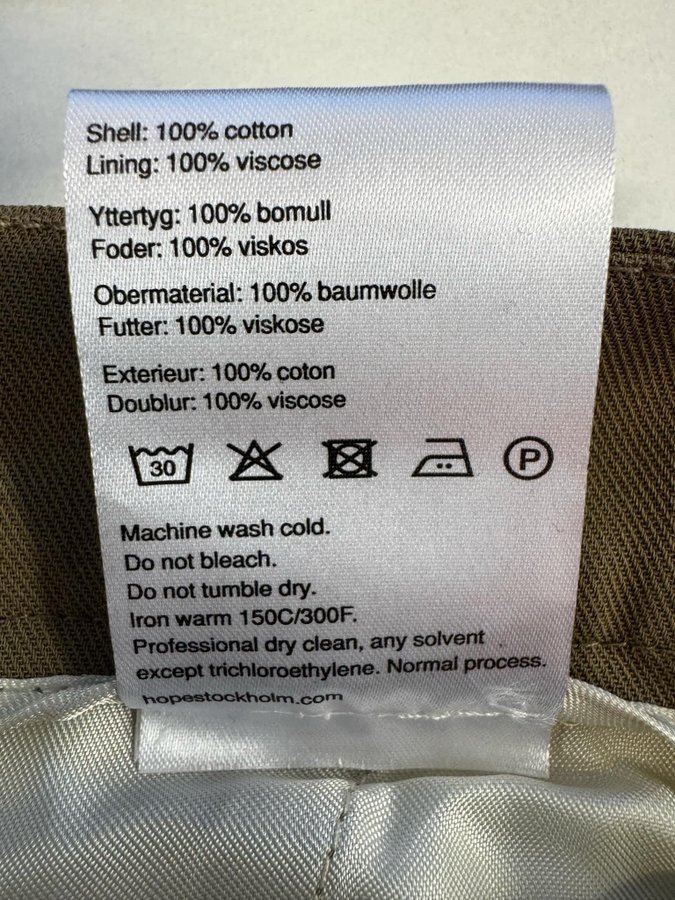 Shell: 100% cotton
Lining: 100% viscose
Yttertyg: 100% bomull
Foder: 100% viskos
Obermaterial: 100% baumwolle
Futter: 100% viskose
Exterieur: 100% coton
Doublur: 100% viscose
30 P
Machine wash cold.
Do not bleach.
Do not tumble dry.
Iron warm 150C/300F.
Professional dry clean, any solvent
except trichloroethylene. Normal process.
hopestockholm.com